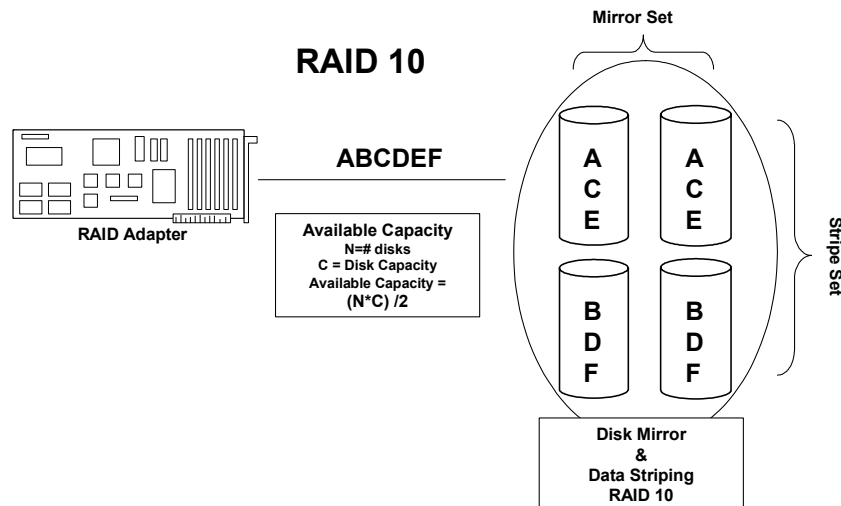 Mirror Set
RAID 10
ABCDEF
RAID Adapter
Available Capacity
N=# disks
C = Disk Capacity
Available Capacity =
(N*C) /2
A
C
E
A
C
E
B
D
F
B
D
F
Stripe Set
Disk Mirror
&
Data Striping
RAID 10